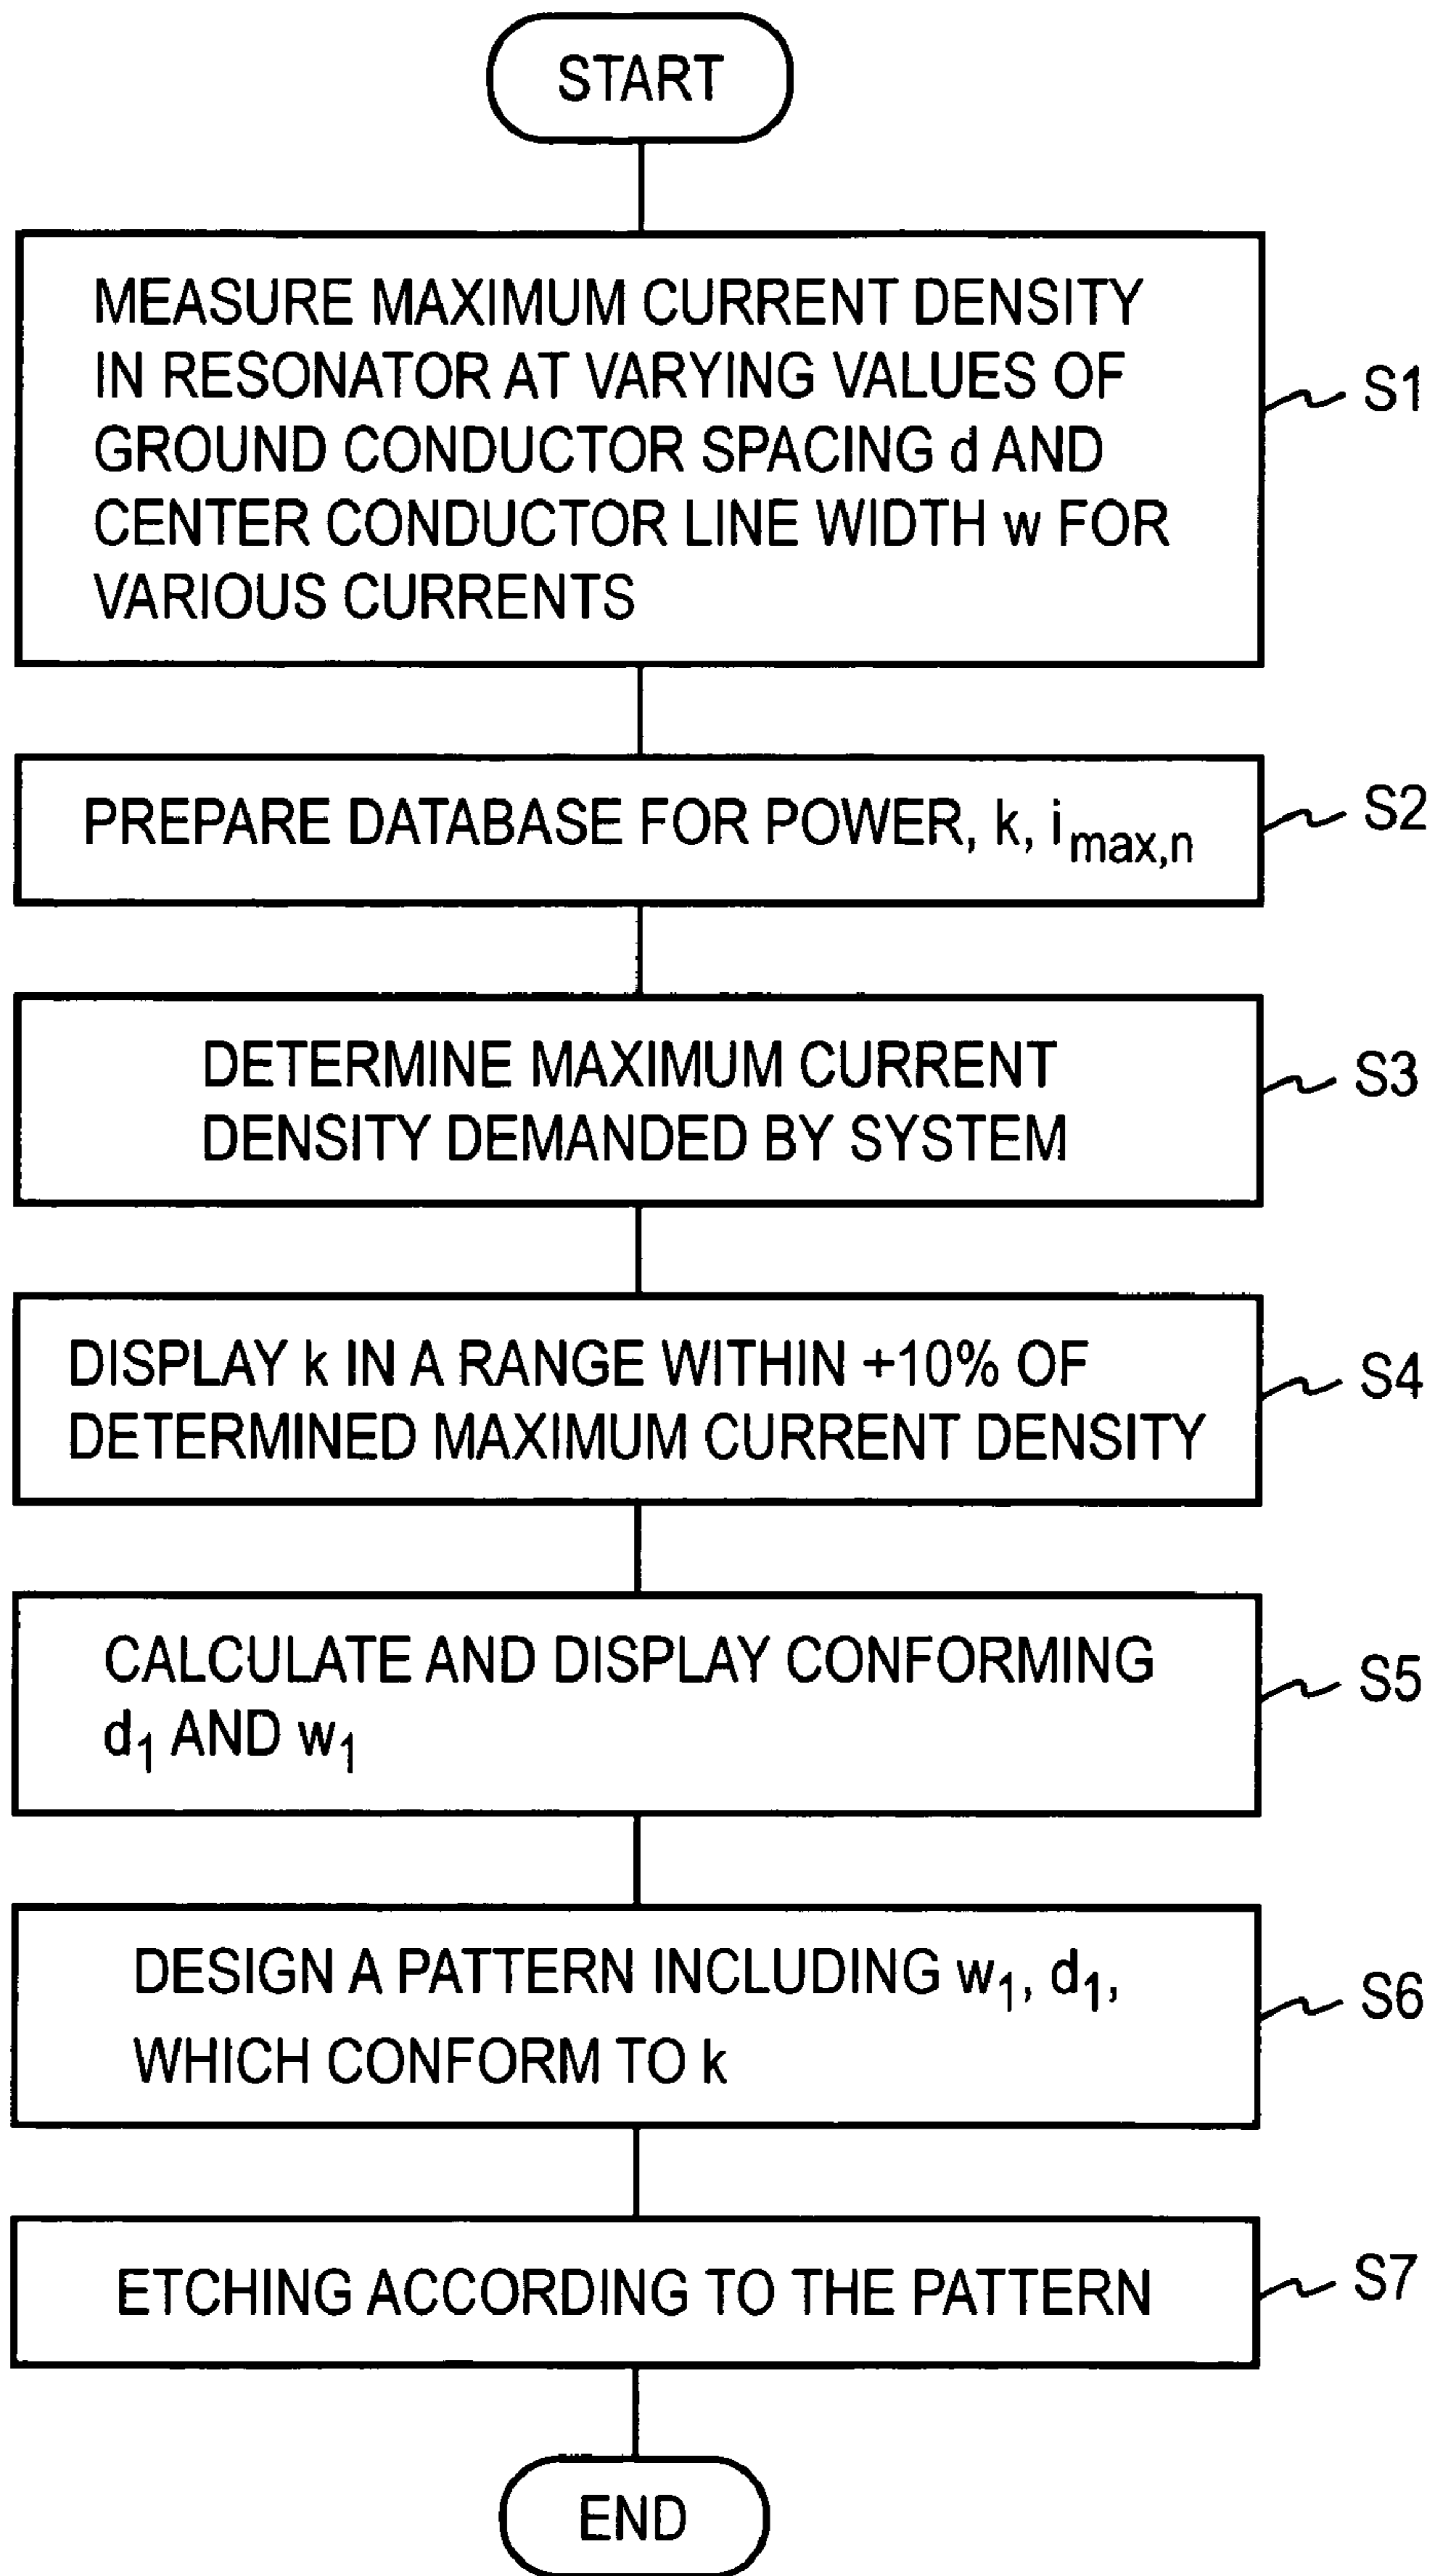 START
MEASURE MAXIMUM CURRENT DENSITY
IN RESONATOR AT VARYING VALUES OF
GROUND CONDUCTOR SPACING d AND
CENTER CONDUCTOR LINE WIDTH w FOR
VARIOUS CURRENTS
S1
PREPARE DATABASE FOR POWER, k, i_max,n
S2
DETERMINE MAXIMUM CURRENT
DENSITY DEMANDED BY SYSTEM
S3
DISPLAY k IN A RANGE WITHIN +10% OF
DETERMINED MAXIMUM CURRENT DENSITY
S4
CALCULATE AND DISPLAY CONFORMING
d₁ AND w₁
S5
DESIGN A PATTERN INCLUDING w₁, d₁,
WHICH CONFORM TO k
S6
ETCHING ACCORDING TO THE PATTERN
S7
END